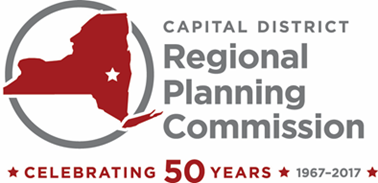 CAPITAL DISTRICT
Regional
Planning
Commission
★ CELEBRATING 50 YEARS ★ 1967–2017 ★